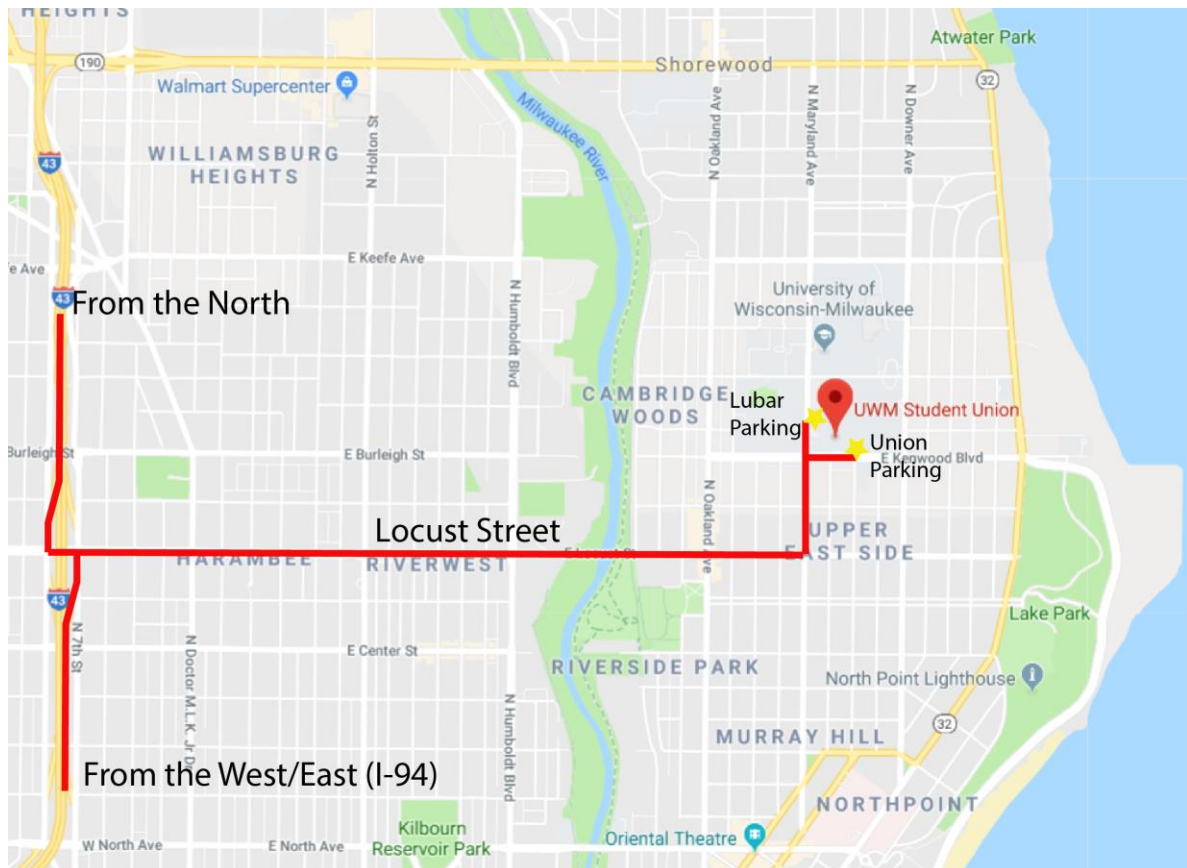 HEIGHTS
190
Walmart Supercenter
Shorewood
Atwater Park
32
N Oakland Ave
N Maryland Ave
N Downer Ave
Milwaukee River
N Holton St
43
WILLIAMSBURG
HEIGHTS
E Keefe Ave
43
From the North
N Humboldt Blvd
University of
Wisconsin-Milwaukee
CAMBRIDGE
WOODS
Lubar
Parking
UWM Student Union
Union
Parking
E Kenwood Blvd
Burleigh St
E Burleigh St
N Oakland Ave
Locust Street
UPPER
EAST SIDE
HARAMBEE
RIVERWEST
E Locust St
43
N 7th St
N Doctor M.L.K. Jr Dr
E Center St
Lake Park
RIVERSIDE PARK
North Point Lighthouse
N Humboldt Blvd
32
MURRAY HILL
From the West/East (I-94)
NORTHPOINT
W North Ave
E North Ave
Kilbourn
Reservoir Park
Oriental Theatre